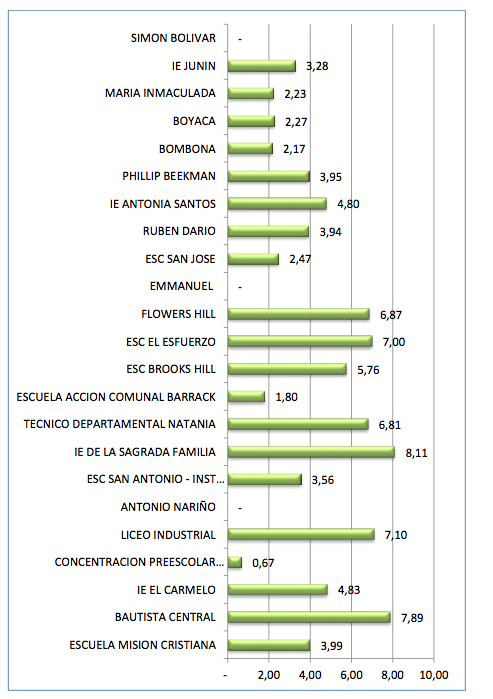 SIMON BOLIVAR -
IE JUNIN 3,28
MARIA INMACULADA 2,23
BOYACA 2,27
BOMBONA 2,17
PHILLIP BEEKMAN 3,95
IE ANTONIA SANTOS 4,80
RUBEN DARIO 3,94
ESC SAN JOSE 2,47
EMMANUEL -
FLOWERS HILL 6,87
ESC EL ESFUERZO 7,00
ESC BROOKS HILL 5,76
ESCUELA ACCION COMUNAL BARRACK 1,80
TECNICO DEPARTAMENTAL NATANIA 6,81
IE DE LA SAGRADA FAMILIA 8,11
ESC SAN ANTONIO - INST... 3,56
ANTONIO NARIÑO -
LICEO INDUSTRIAL 7,10
CONCENTRACION PREESCOLAR... 0,67
IE EL CARMELO 4,83
BAUTISTA CENTRAL 7,89
ESCUELA MISION CRISTIANA 3,99
- 2,00 4,00 6,00 8,00 10,00